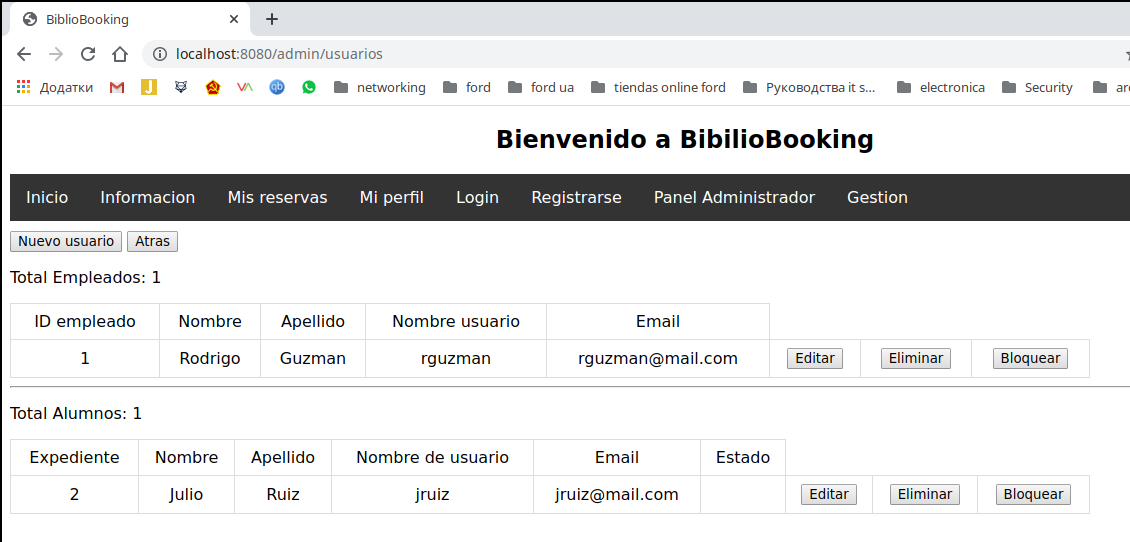 BiblioBooking
localhost:8080/admin/usuarios
Додатки networking ford ford ua tiendas online ford Руководства it s... electronica Security
Bienvenido a BibilioBooking
Inicio Informacion Mis reservas Mi perfil Login Registrarse Panel Administrador Gestion
Nuevo usuario Atras
Total Empleados: 1
ID empleado Nombre Apellido Nombre usuario Email
1 Rodrigo Guzman rguzman rguzman@mail.com Editar Eliminar Bloquear
Total Alumnos: 1
Expediente Nombre Apellido Nombre de usuario Email Estado
2 Julio Ruiz jruiz jruiz@mail.com Editar Eliminar Bloquear